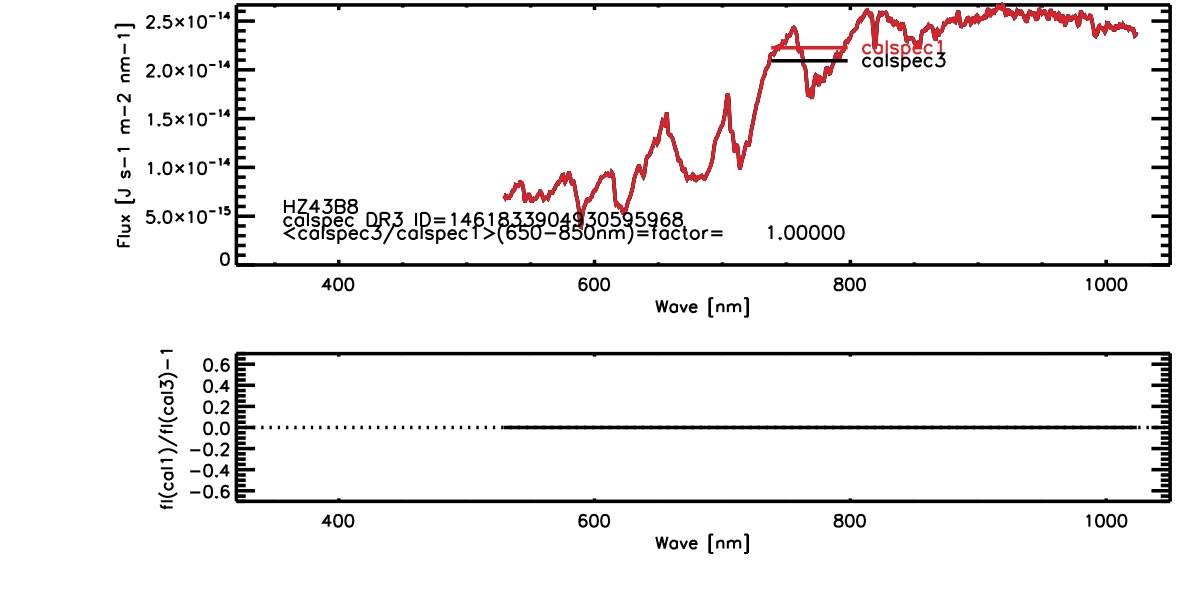 2.5×10−14
2.0×10−14
1.5×10−14
1.0×10−14
5.0×10−15
0
Flux [J s−1 m−2 nm−1]
calspec1
calspec3
HZ43B8
calspec DR3 ID=1461833904930595968
<calspec3/calspec1>(650−850nm)=factor= 1.00000
400 600 800 1000
Wave [nm]
0.6
0.4
0.2
0.0
−0.2
−0.4
−0.6
fl(cal1)/fl(cal3)−1
400 600 800 1000
Wave [nm]